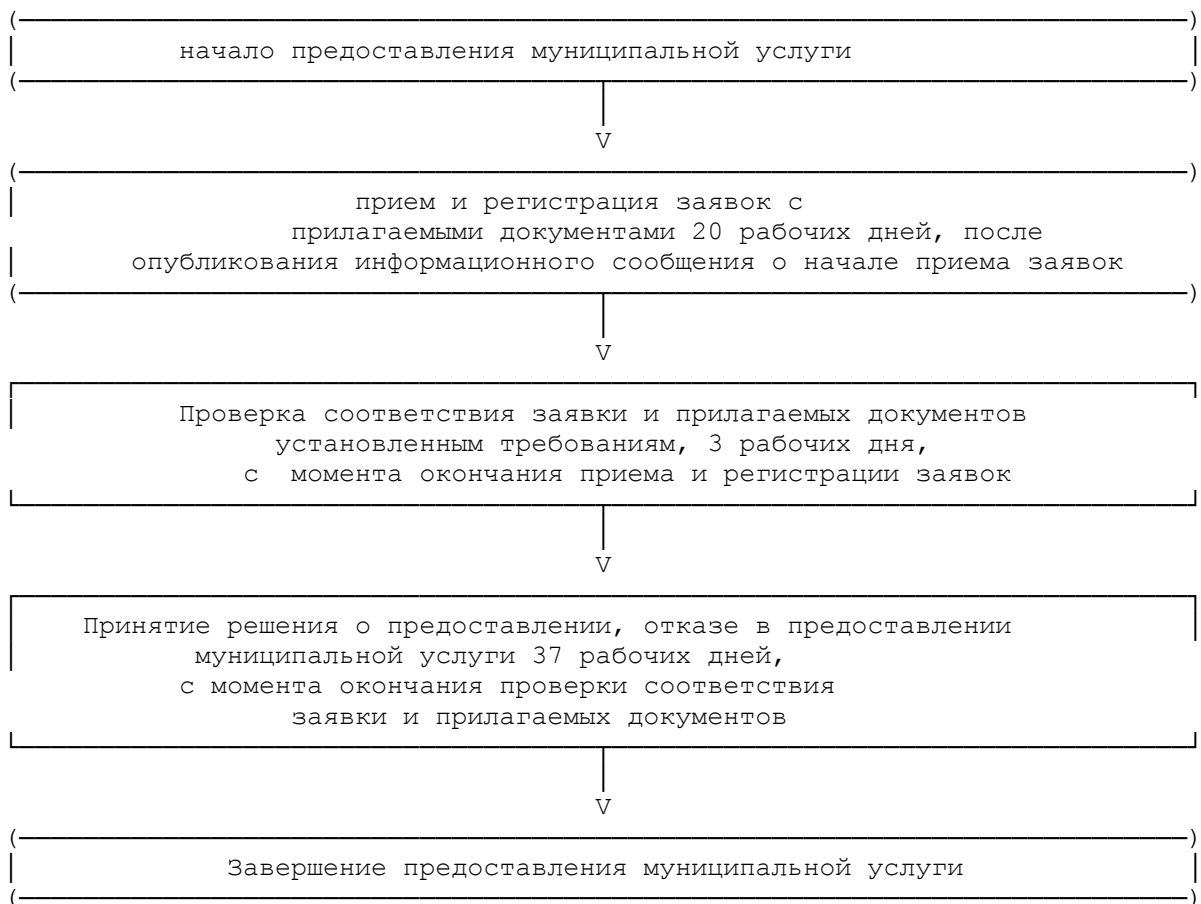 начало предоставления муниципальной услуги
прием и регистрация заявок с
прилагаемыми документами 20 рабочих дней, после
опубликования информационного сообщения о начале приема заявок
Проверка соответствия заявки и прилагаемых документов
установленным требованиям, 3 рабочих дня,
с момента окончания приема и регистрации заявок
Принятие решения о предоставлении, отказе в предоставлении
муниципальной услуги 37 рабочих дней,
с момента окончания проверки соответствия
заявки и прилагаемых документов
Завершение предоставления муниципальной услуги